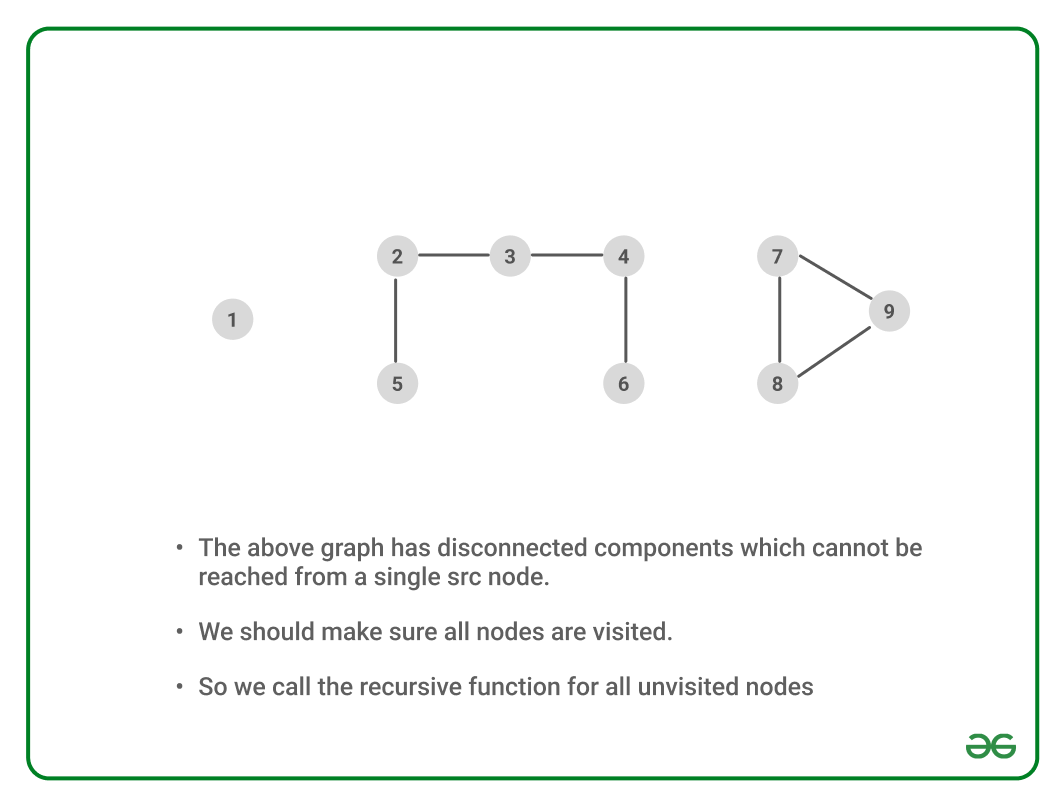 2 3 4 7
9
1
5 6 8
• The above graph has disconnected components which cannot be
reached from a single src node.
• We should make sure all nodes are visited.
• So we call the recursive function for all unvisited nodes